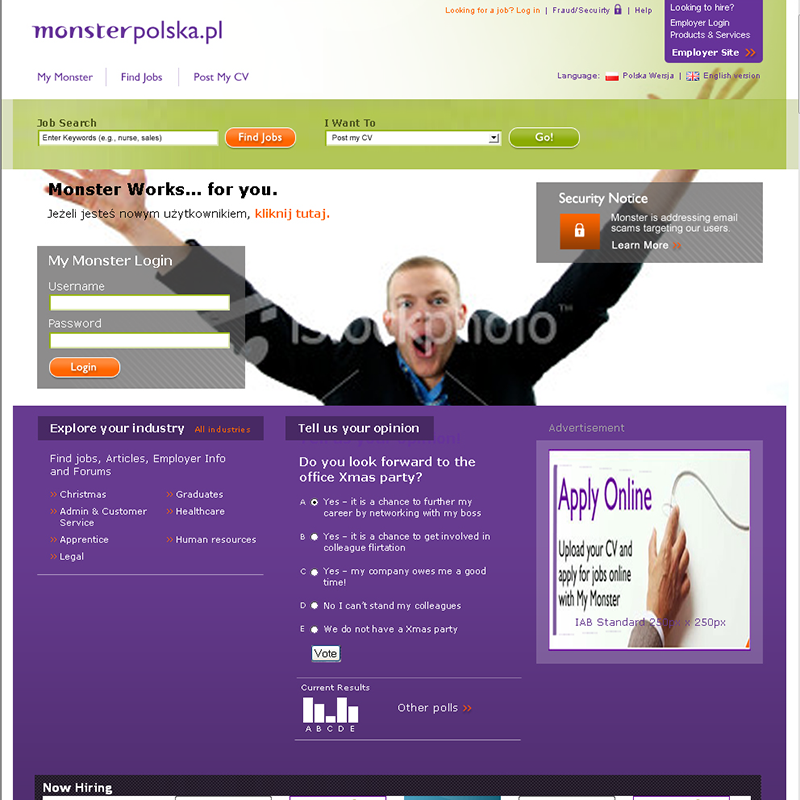 Looking for a job? Log in | Fraud/Secuirty | Help
Looking to hire?
Employer Login
Products & Services
Employer Site
monsterpolska.pl
My Monster
Find Jobs
Post My CV
Language: Polska Wersja | English version
Job Search
Enter Keywords (e.g., nurse, sales)
Find Jobs
I Want To
Post my CV
Go!
Monster Works... for you.
Jeżeli jesteś nowym użytkownikiem, kliknij tutaj.
Security Notice
Monster is addressing email
scams targeting our users.
Learn More
My Monster Login
Username
Password
Login
iStockphoto™
Explore your industry
All industries
Find jobs, Articles, Employer Info
and Forums
Christmas
Graduates
Admin & Customer
Service
Healthcare
Apprentice
Human resources
Legal
Tell us your opinion
Do you look forward to the
office Xmas party?
A Yes – it is a chance to further my
career by networking with my boss
B Yes – it is a chance to get involved in
colleague flirtation
C Yes – my company owes me a good
time!
D No I can't stand my colleagues
E We do not have a Xmas party
Vote
Current Results
A B C D E
Other polls
Advertisement
Apply Online
Upload your CV and
apply for jobs online
with My Monster
IAB Standard 250px x 250px
Now Hiring